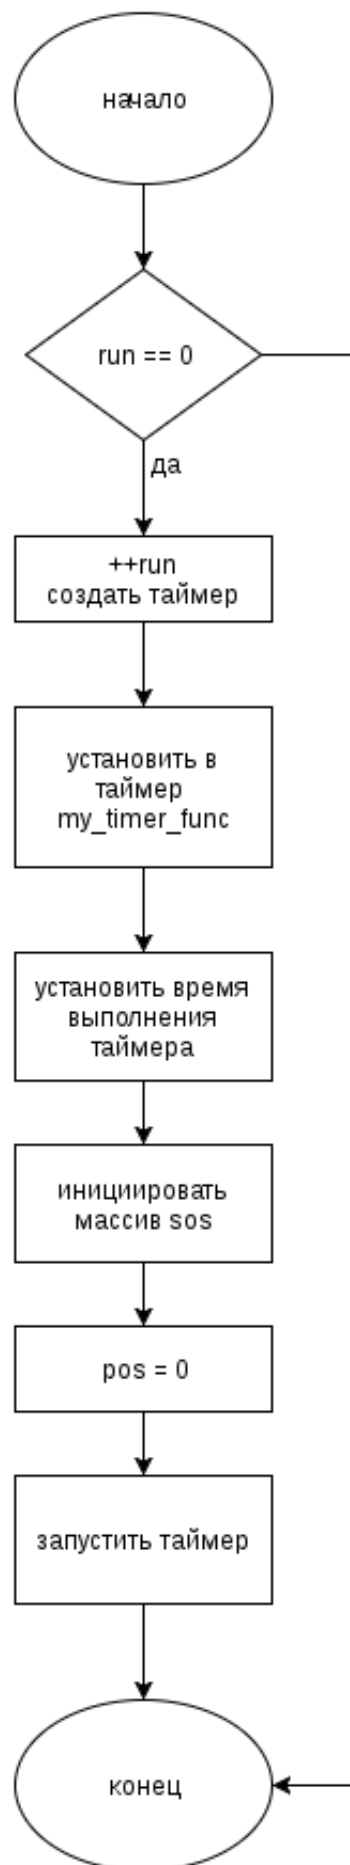 начало
run == 0
да
++run
создать таймер
установить в
таймер
my_timer_func
установить время
выполнения
таймера
инициировать
массив sos
pos = 0
запустить таймер
конец